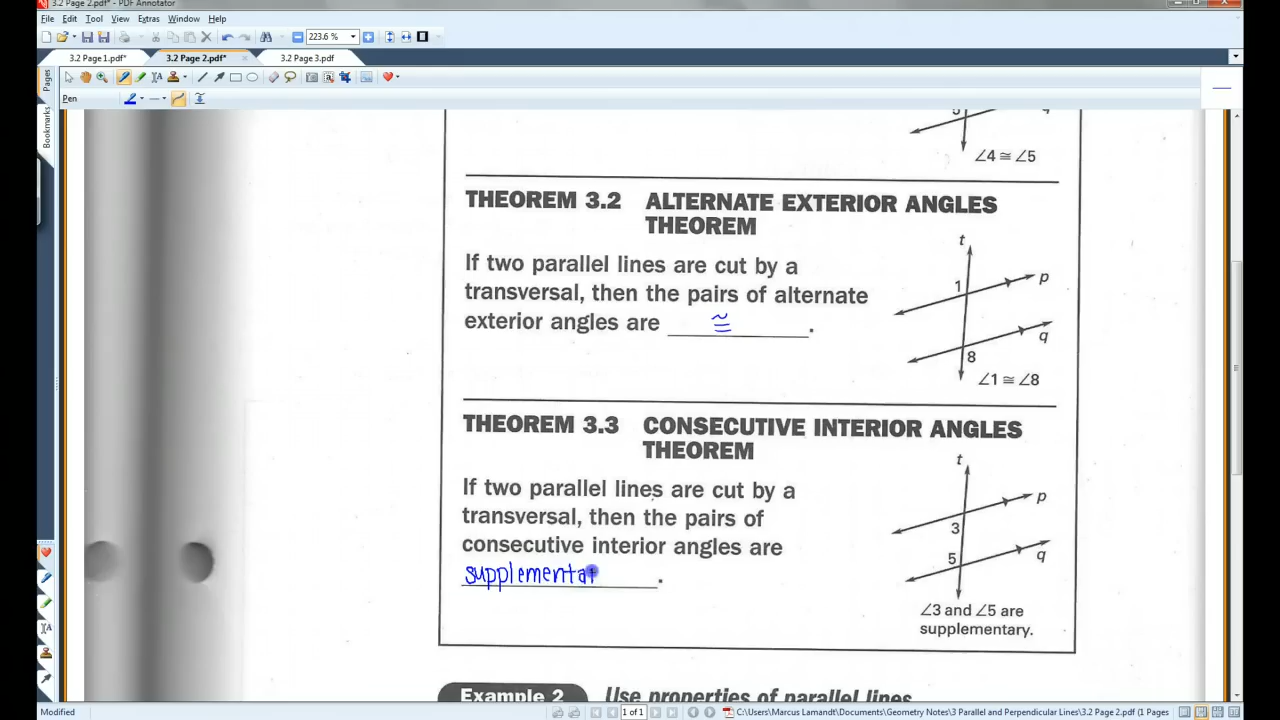 3.2 Page 2.pdf* - PDF Annotator
File Edit Tool View Extras Window Help
223.6 %
3.2 Page 1.pdf* 3.2 Page 2.pdf* 3.2 Page 3.pdf
Pen
Pages
Bookmarks
5
∠4 ≅ ∠5
THEOREM 3.2 ALTERNATE EXTERIOR ANGLES
THEOREM
If two parallel lines are cut by a
transversal, then the pairs of alternate
exterior angles are ≅.
t
1
p
q
8
∠1 ≅ ∠8
THEOREM 3.3 CONSECUTIVE INTERIOR ANGLES
THEOREM
If two parallel lines are cut by a
transversal, then the pairs of
consecutive interior angles are
supplementar.
t
p
3
5
q
∠3 and ∠5 are
supplementary.
Example 2 Use properties of parallel lines
Modified 1 of 1 C:\Users\Marcus Lamandt\Documents\Geometry Notes\3 Parallel and Perpendicular Lines\3.2 Page 2.pdf (1 Pages